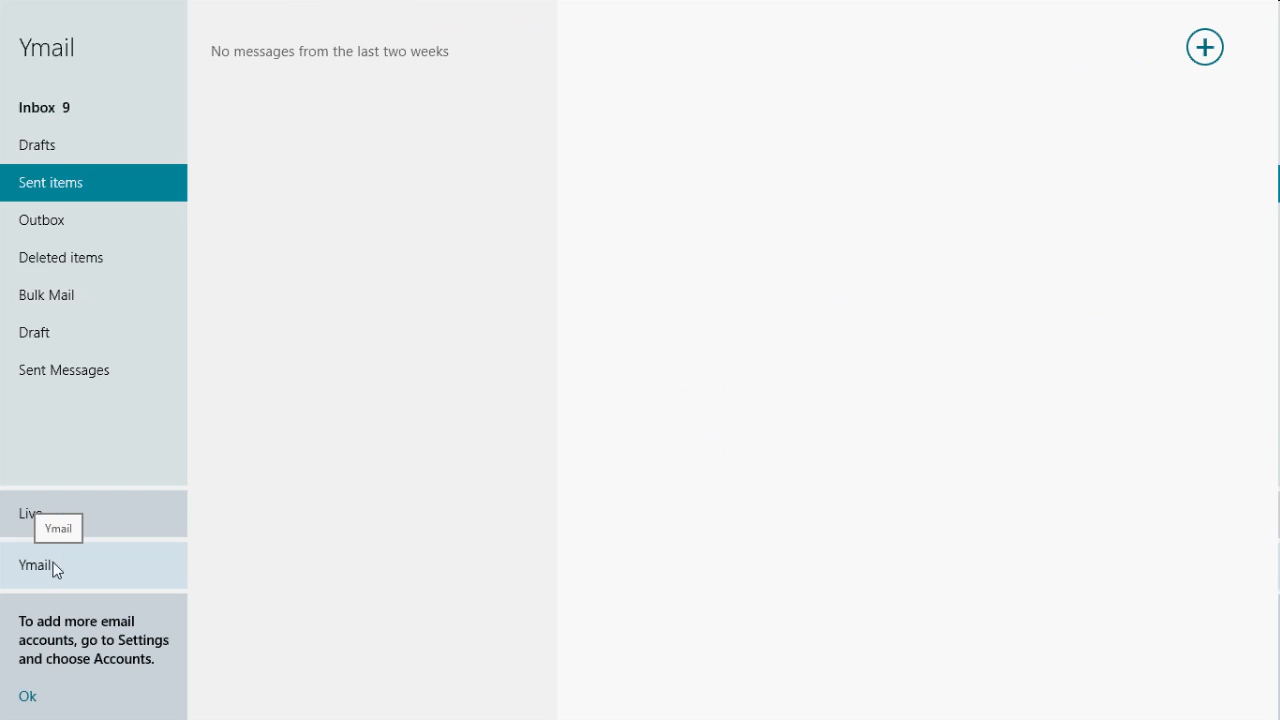 Ymail
Inbox 9
Drafts
Sent items
Outbox
Deleted items
Bulk Mail
Draft
Sent Messages
Live
Ymail
Ymail
To add more email
accounts, go to Settings
and choose Accounts.
Ok
No messages from the last two weeks